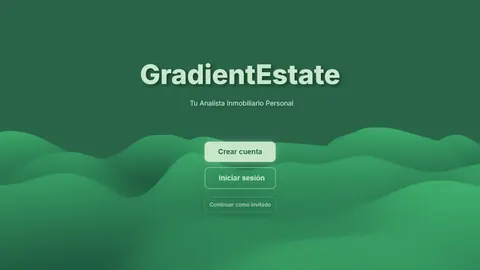 GradientEstate
Tu Analista Inmobiliario Personal
Crear cuenta
Iniciar sesión
Continuar como invitado